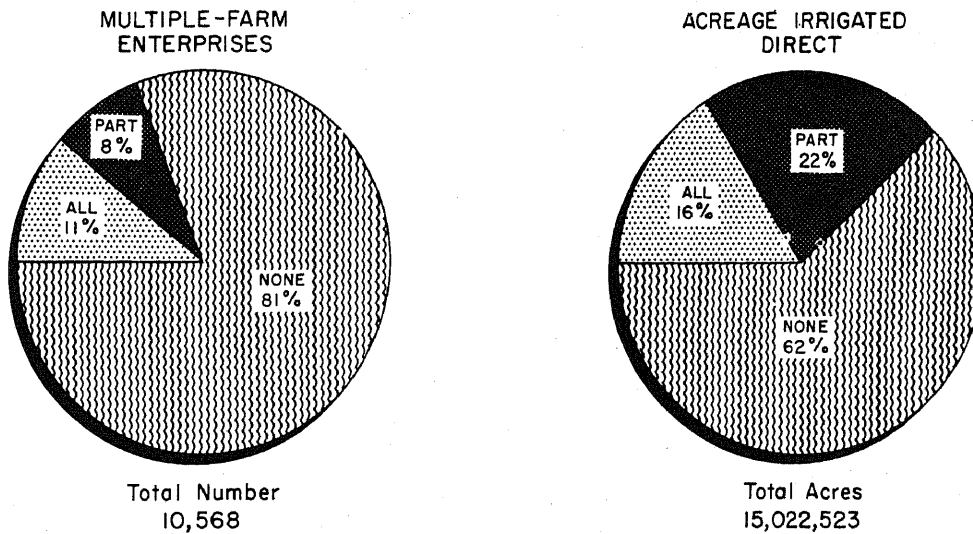 MULTIPLE-FARM
ENTERPRISES
PART
8%
ALL
11%
NONE
81%
Total Number
10,568
ACREAGE IRRIGATED
DIRECT
PART
22%
ALL
16%
NONE
62%
Total Acres
15,022,523